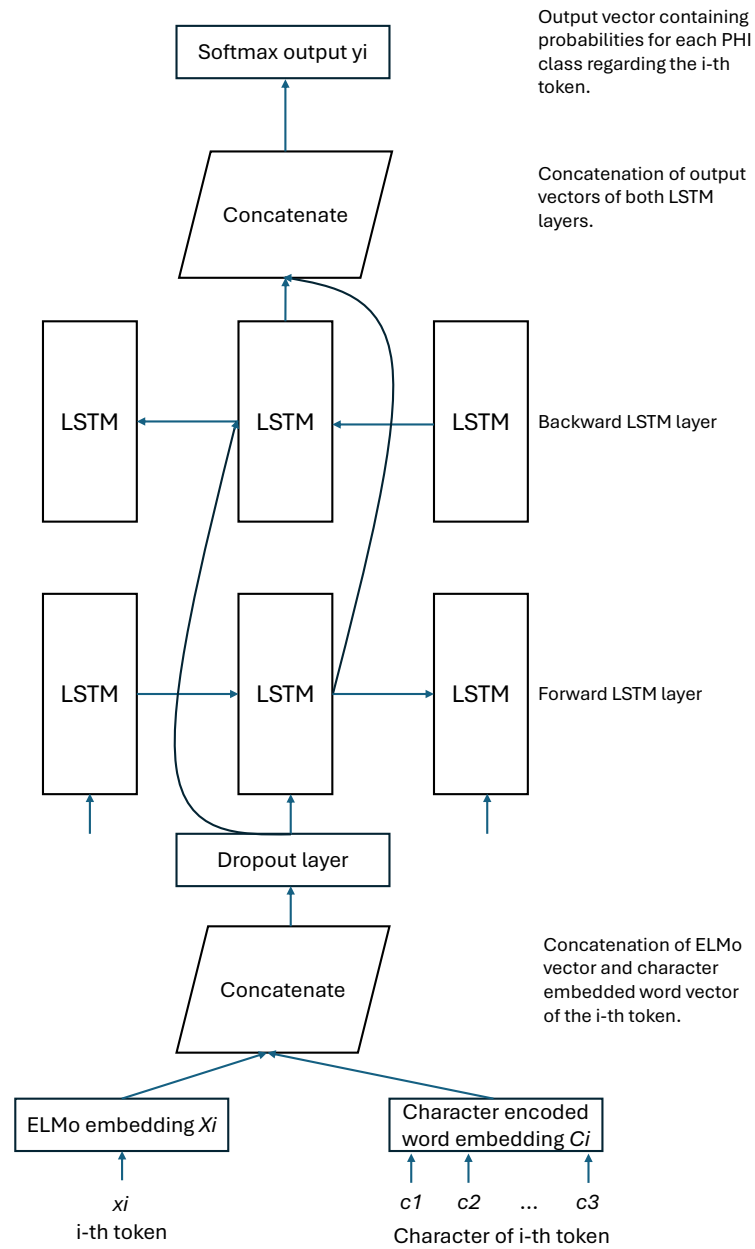 Output vector containing
probabilities for each PHI
class regarding the i-th
token.
Softmax output yi
Concatenation of output
vectors of both LSTM
layers.
Concatenate
LSTM
LSTM
LSTM
Backward LSTM layer
LSTM
LSTM
LSTM
Forward LSTM layer
Dropout layer
Concatenation of ELMo
vector and character
embedded word vector
of the i-th token.
Concatenate
ELMo embedding Xi
Character encoded
word embedding Ci
xi
i-th token
c1 c2 ... c3
Character of i-th token